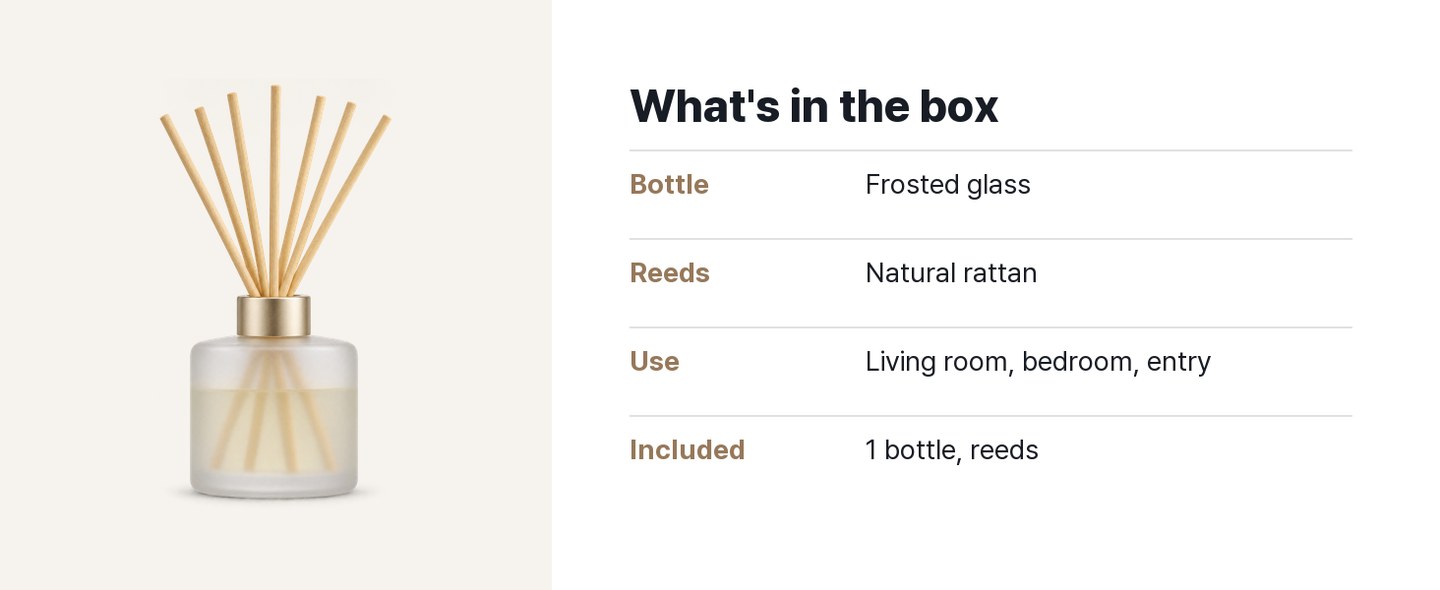 What's in the box
Bottle Frosted glass
Reeds Natural rattan
Use Living room, bedroom, entry
Included 1 bottle, reeds